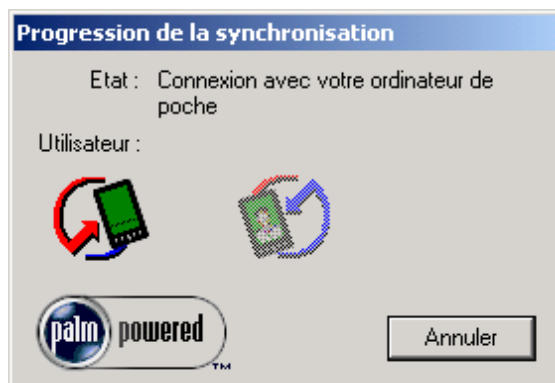 Progression de la synchronisation
Etat : Connexion avec votre ordinateur de
poche
Utilisateur :
palm powered
TM
Annuler